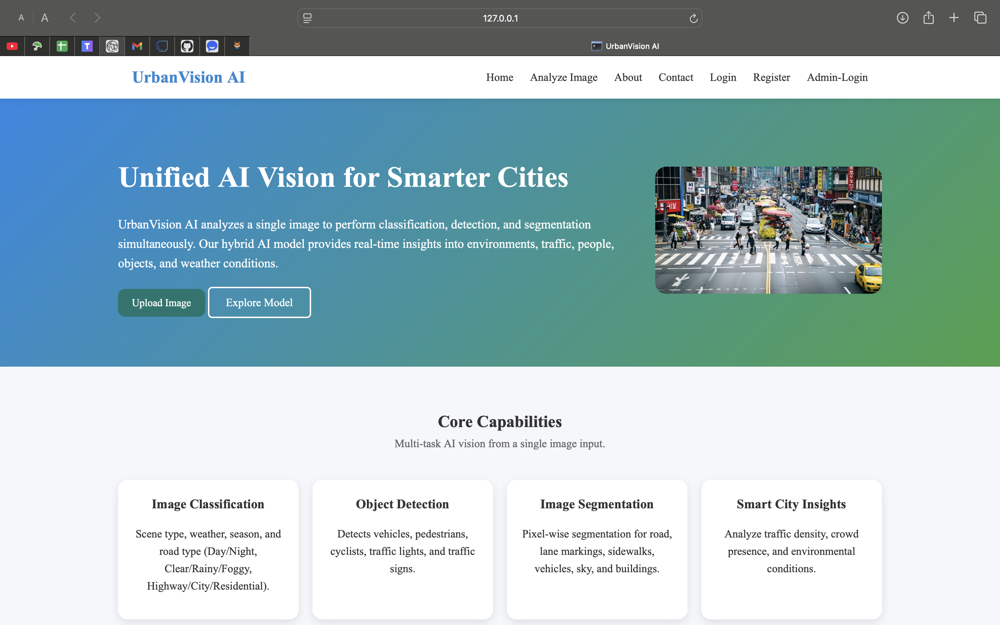 A A
127.0.0.1
T
UrbanVision AI
UrbanVision AI
Home Analyze Image About Contact Login Register Admin-Login
Unified AI Vision for Smarter Cities
UrbanVision AI analyzes a single image to perform classification, detection, and segmentation
simultaneously. Our hybrid AI model provides real-time insights into environments, traffic, people,
objects, and weather conditions.
Upload Image Explore Model
Core Capabilities
Multi-task AI vision from a single image input.
Image Classification
Scene type, weather, season, and
road type (Day/Night,
Clear/Rainy/Foggy,
Highway/City/Residential).
Object Detection
Detects vehicles, pedestrians,
cyclists, traffic lights, and traffic
signs.
Image Segmentation
Pixel-wise segmentation for road,
lane markings, sidewalks,
vehicles, sky, and buildings.
Smart City Insights
Analyze traffic density, crowd
presence, and environmental
conditions.